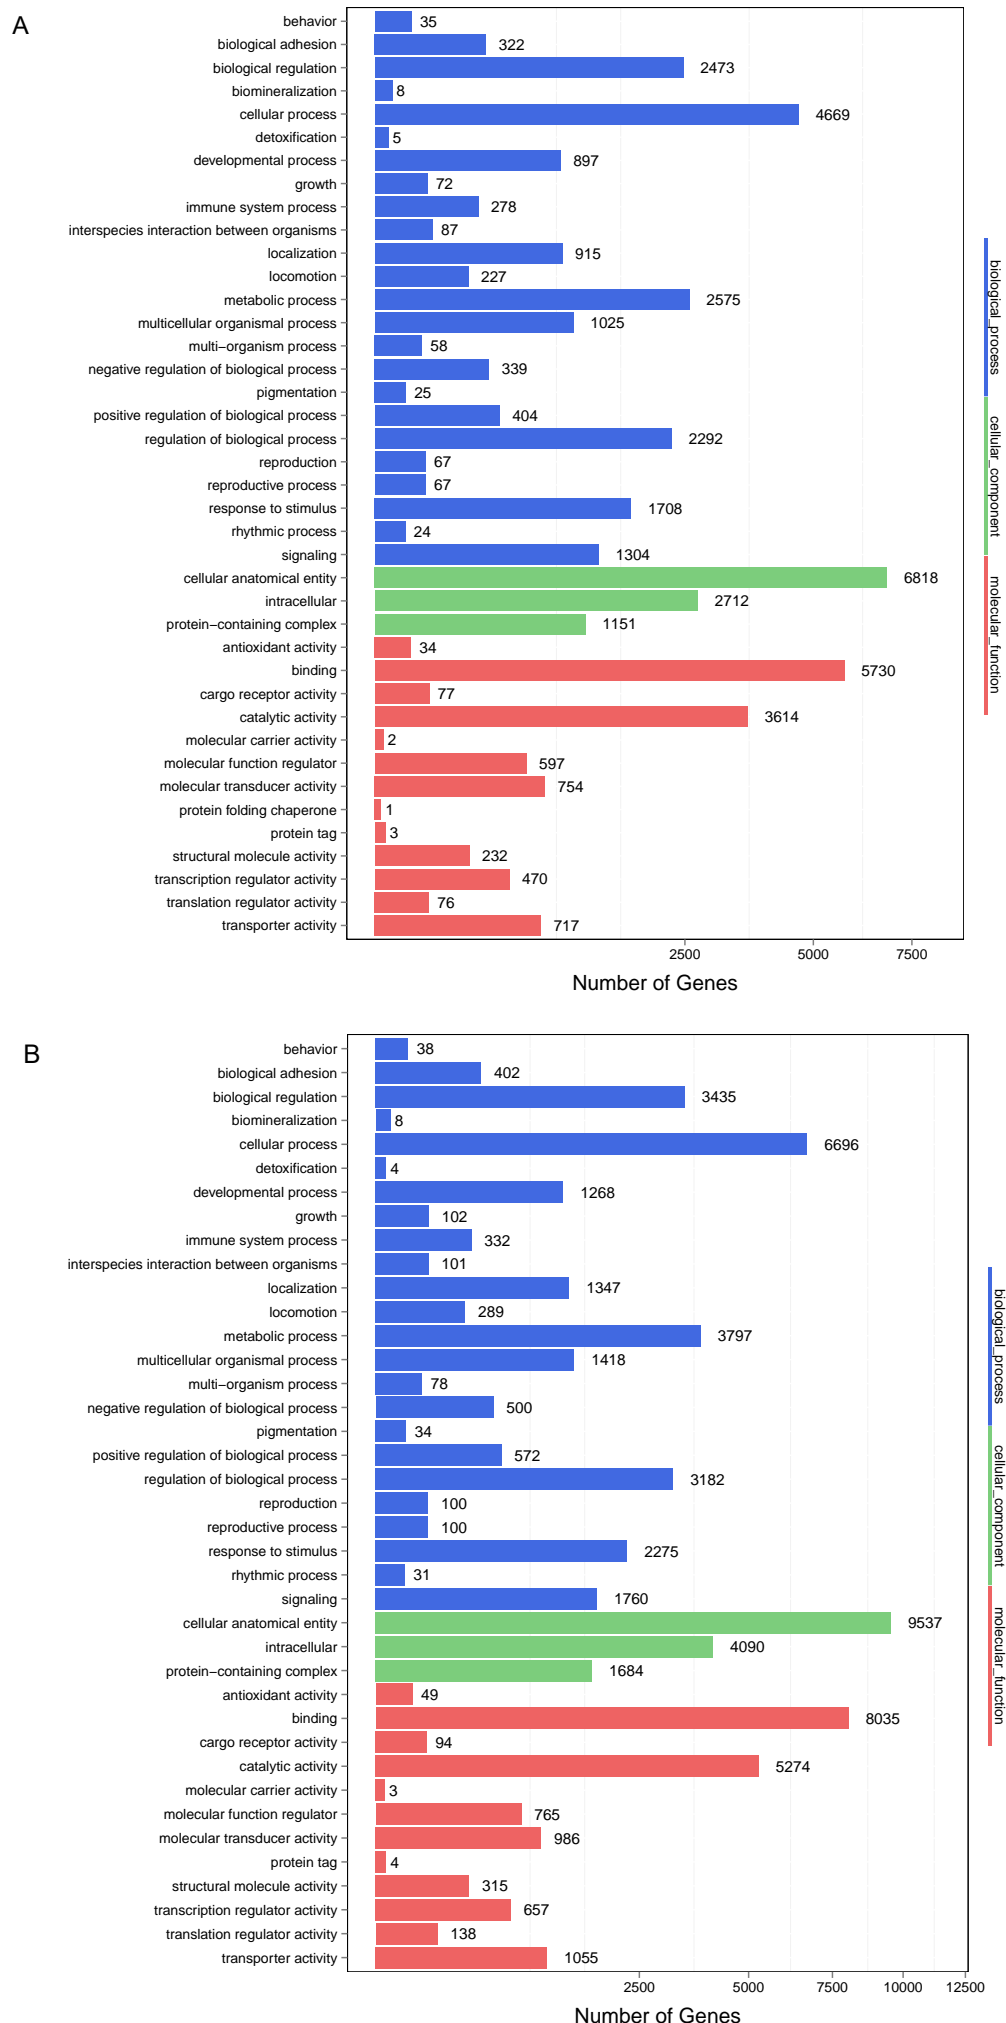 A
behavior 35
biological adhesion 322
biological regulation 2473
biomineralization 8
cellular process 4669
detoxification 5
developmental process 897
growth 72
immune system process 278
interspecies interaction between organisms 87
localization 915
locomotion 227
metabolic process 2575
multicellular organismal process 1025
multi−organism process 58
negative regulation of biological process 339
pigmentation 25
positive regulation of biological process 404
regulation of biological process 2292
reproduction 67
reproductive process 67
response to stimulus 1708
rhythmic process 24
signaling 1304
cellular anatomical entity 6818
intracellular 2712
protein−containing complex 1151
antioxidant activity 34
binding 5730
cargo receptor activity 77
catalytic activity 3614
molecular carrier activity 2
molecular function regulator 597
molecular transducer activity 754
protein folding chaperone 1
protein tag 3
structural molecule activity 232
transcription regulator activity 470
translation regulator activity 76
transporter activity 717
2500 5000 7500
Number of Genes
biological_process
cellular_component
molecular_function
B
behavior 38
biological adhesion 402
biological regulation 3435
biomineralization 8
cellular process 6696
detoxification 4
developmental process 1268
growth 102
immune system process 332
interspecies interaction between organisms 101
localization 1347
locomotion 289
metabolic process 3797
multicellular organismal process 1418
multi−organism process 78
negative regulation of biological process 500
pigmentation 34
positive regulation of biological process 572
regulation of biological process 3182
reproduction 100
reproductive process 100
response to stimulus 2275
rhythmic process 31
signaling 1760
cellular anatomical entity 9537
intracellular 4090
protein−containing complex 1684
antioxidant activity 49
binding 8035
cargo receptor activity 94
catalytic activity 5274
molecular carrier activity 3
molecular function regulator 765
molecular transducer activity 986
protein tag 4
structural molecule activity 315
transcription regulator activity 657
translation regulator activity 138
transporter activity 1055
2500 5000 7500 10000 12500
Number of Genes
biological_process
cellular_component
molecular_function